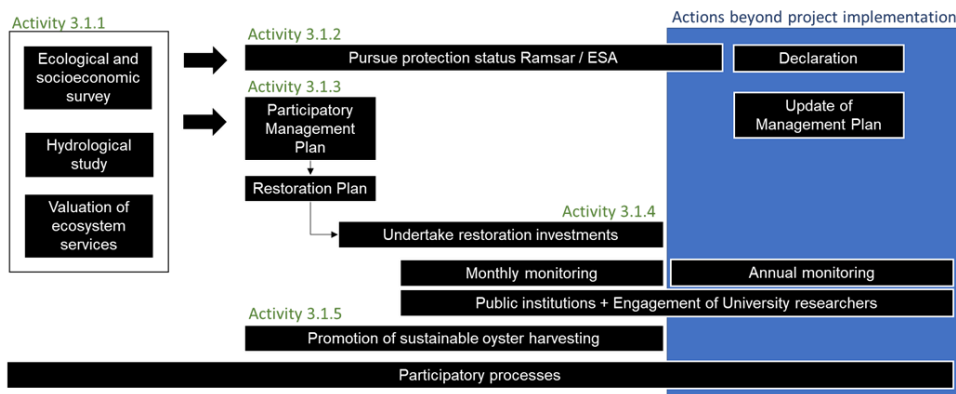 Activity 3.1.1
Ecological and
socioeconomic
survey
Hydrological
study
Valuation of
ecosystem
services
Activity 3.1.2
Pursue protection status Ramsar / ESA
Activity 3.1.3
Participatory
Management
Plan
Restoration Plan
Activity 3.1.4
Undertake restoration investments
Monthly monitoring
Public institutions + Engagement of University researchers
Activity 3.1.5
Promotion of sustainable oyster harvesting
Participatory processes
Actions beyond project implementation
Declaration
Update of
Management Plan
Annual monitoring